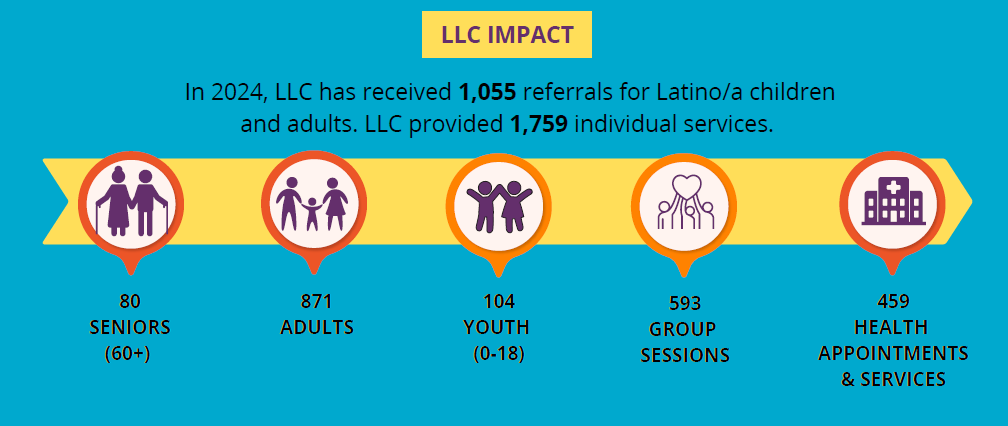 LLC IMPACT
In 2024, LLC has received 1,055 referrals for Latino/a children
and adults. LLC provided 1,759 individual services.
80
SENIORS
(60+)
871
ADULTS
104
YOUTH
(0-18)
593
GROUP
SESSIONS
459
HEALTH
APPOINTMENTS
& SERVICES